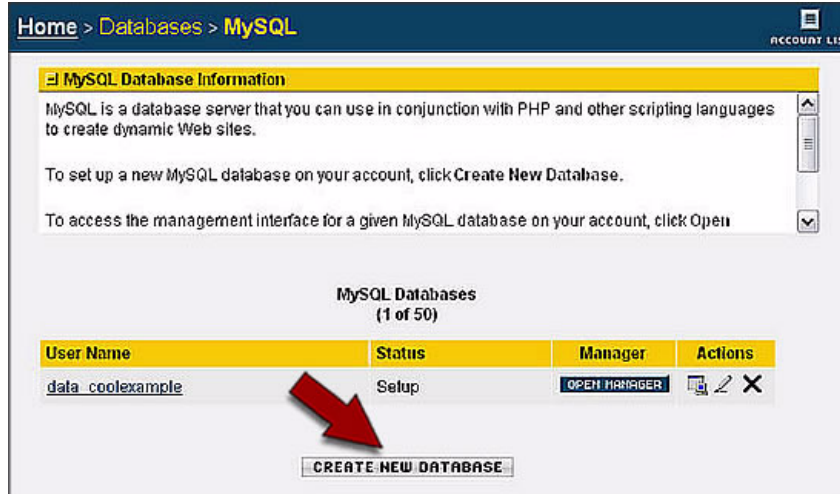 Home > Databases > MySQL
ACCOUNT LIS
MySQL Database Information
MySQL is a database server that you can use in conjunction with PHP and other scripting languages
to create dynamic Web sites.
To set up a new MySQL database on your account, click Create New Database.
To access the management interface for a given MySQL database on your account, click Open
MySQL Databases
(1 of 50)
User Name Status Manager Actions
data_coolexample Setup OPEN MANAGER
CREATE NEW DATABASE